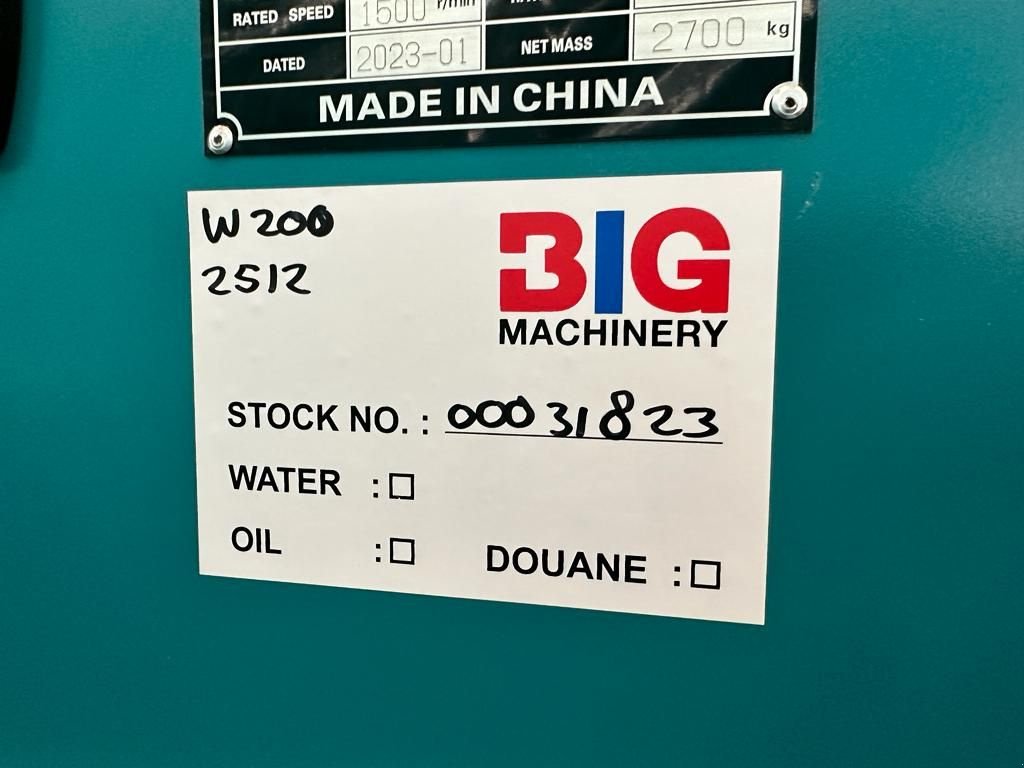 RATED SPEED 1500 r/min
DATED 2023-01 NET MASS 2700 kg
MADE IN CHINA
W200
2512
BIG
MACHINERY
STOCK NO. : 00031823
WATER : ☐
OIL : ☐ DOUANE : ☐